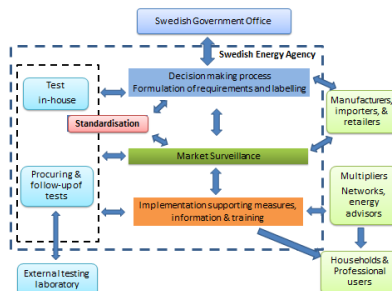 Swedish Government Office
Swedish Energy Agency
Test
in-house
Decision making process
Formulation of requirements and labelling
Manufacturers,
importers, &
retailers
Standardisation
Market Surveillance
Procuring &
follow-up of
tests
Multipliers
Networks,
energy
advisors
Implementation supporting measures,
information & training
External testing
laboratory
Households &
Professional
users